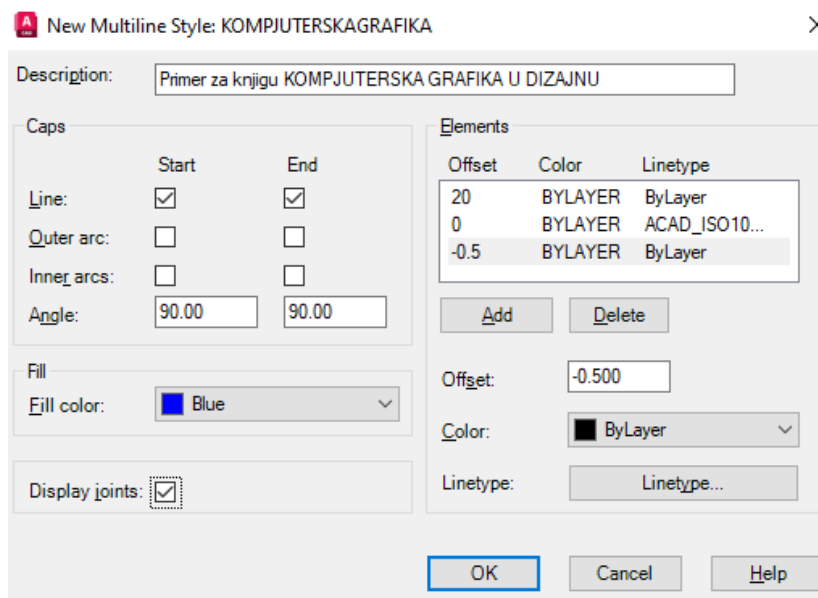 A
CAD
New Multiline Style: KOMPJUTERSKAGRAFIKA
Description: Primer za knjigu KOMPJUTERSKA GRAFIKA U DIZAJNU
Caps
Start End
Line:
Outer arc:
Inner arcs:
Angle: 90.00 90.00
Fill
Fill color: Blue
Display joints:
Elements
Offset Color Linetype
20 BYLAYER ByLayer
0 BYLAYER ACAD_ISO10...
-0.5 BYLAYER ByLayer
Add Delete
Offset: -0.500
Color: ByLayer
Linetype: Linetype...
OK Cancel Help